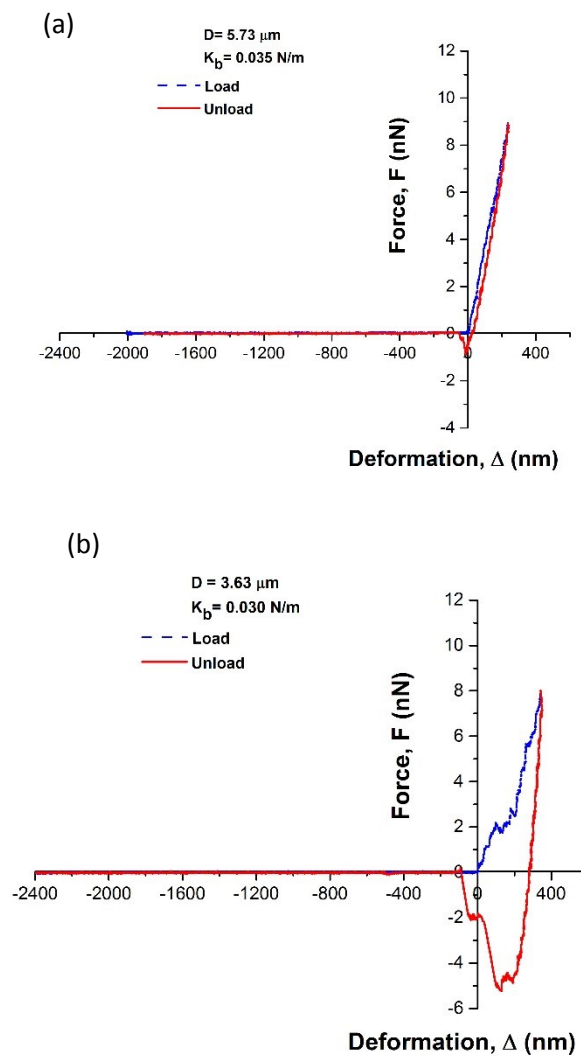 (a)
D= 5.73 μm
K_b= 0.035 N/m
Load
Unload
Force, F (nN)
12
10
8
6
4
2
0
-2
-4
-2400 -2000 -1600 -1200 -800 -400 0 400
Deformation, Δ (nm)
(b)
D = 3.63 μm
K_b= 0.030 N/m
Load
Unload
Force, F (nN)
12
10
8
6
4
2
0
-2
-4
-6
-2400 -2000 -1600 -1200 -800 -400 0 400
Deformation, Δ (nm)